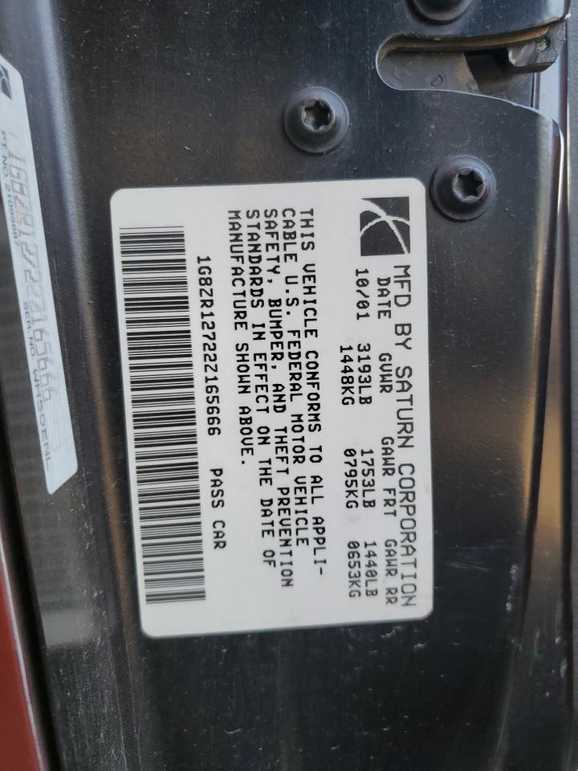 MFD BY SATURN CORPORATION
DATE GVWR GAWR FRT GAWR RR
10/01 3193LB 1753LB 1440LB
1448KG 0795KG 0653KG
THIS VEHICLE CONFORMS TO ALL APPLI-
CABLE U.S. FEDERAL MOTOR VEHICLE
SAFETY, BUMPER, AND THEFT PREVENTION
STANDARDS IN EFFECT ON THE DATE OF
MANUFACTURE SHOWN ABOVE.
1G8ZR12722Z165666 PASS CAR
1G8ZR12722Z165666